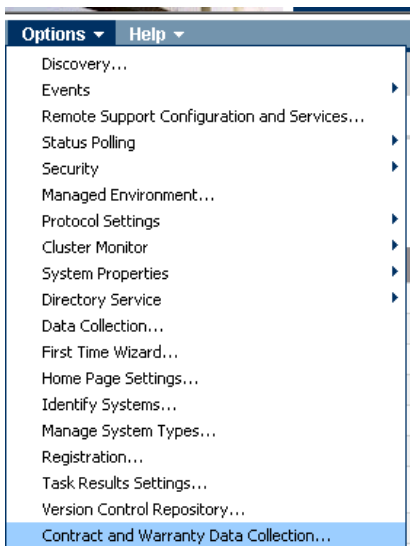 Options Help
Discovery...
Events
Remote Support Configuration and Services...
Status Polling
Security
Managed Environment...
Protocol Settings
Cluster Monitor
System Properties
Directory Service
Data Collection...
First Time Wizard...
Home Page Settings...
Identify Systems...
Manage System Types...
Registration...
Task Results Settings...
Version Control Repository...
Contract and Warranty Data Collection...